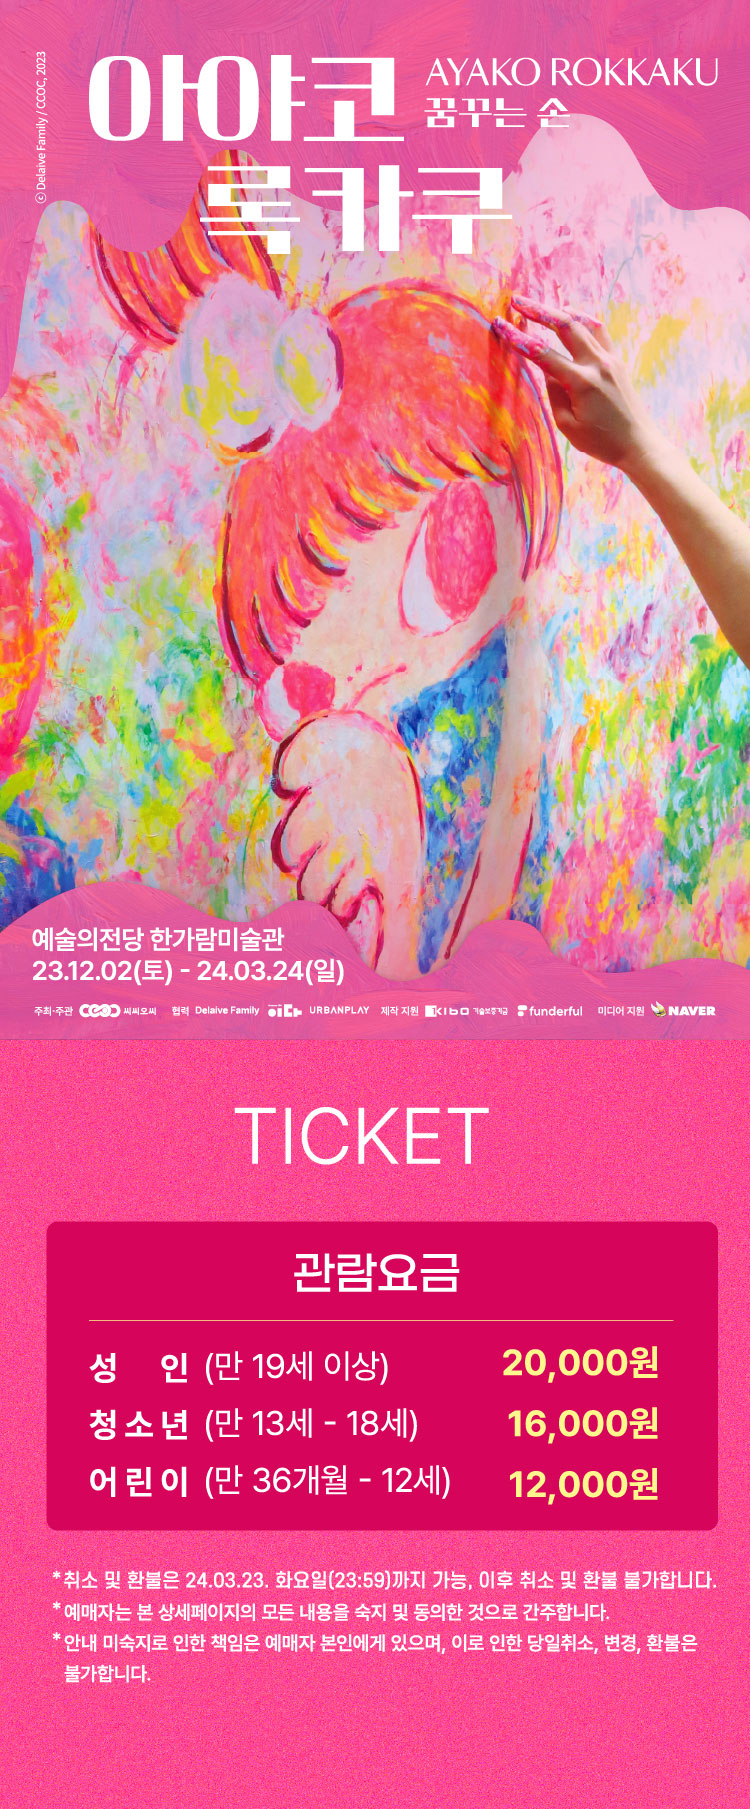 ⓒ Delaive Family / CCOC, 2023
아야코
록카쿠
AYAKO ROKKAKU
꿈꾸는 손
예술의전당 한가람미술관
23.12.02(토) - 24.03.24(일)
주최·주관 CCOC 씨씨오씨 협력 Delaive Family 이다 URBANPLAY 제작 지원 KIBO 기술보증기금 funderful 미디어 지원 NAVER
TICKET
관람요금
성 인 (만 19세 이상) 20,000원
청소년 (만 13세 - 18세) 16,000원
어린이 (만 36개월 - 12세) 12,000원
*취소 및 환불은 24.03.23. 화요일(23:59)까지 가능, 이후 취소 및 환불 불가합니다.
*예매자는 본 상세페이지의 모든 내용을 숙지 및 동의한 것으로 간주합니다.
*안내 미숙지로 인한 책임은 예매자 본인에게 있으며, 이로 인한 당일취소, 변경, 환불은
불가합니다.